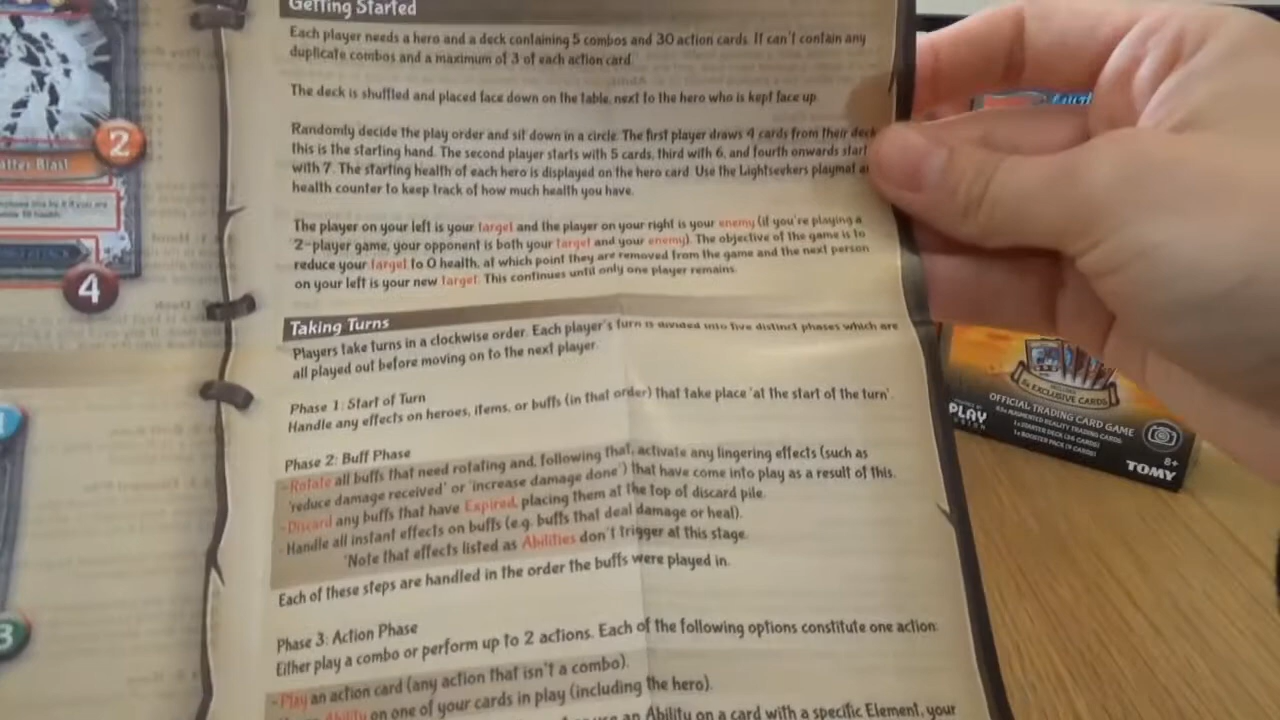 Getting Started
Each player needs a hero and a deck containing 5 combos and 30 action cards. It can't contain any
duplicate combos and a maximum of 3 of each action card.
The deck is shuffled and placed face down on the table, next to the hero who is kept face up.
Randomly decide the play order and sit down in a circle. The first player draws 4 cards from their deck
this is the starting hand. The second player starts with 5 cards, third with 6, and fourth onwards start
with 7. The starting health of each hero is displayed on the hero card. Use the Lightseekers playmat
health counter to keep track of how much health you have.
The player on your left is your target and the player on your right is your enemy (if you're playing a
2-player game, your opponent is both your target and your enemy). The objective of the game is to
reduce your target to 0 health, at which point they are removed from the game and the next person
on your left is your new target. This continues until only one player remains.
Taking Turns
Players take turns in a clockwise order. Each player's turn is divided into five distinct phases which are
all played out before moving on to the next player.
Phase 1: Start of Turn
Handle any effects on heroes, items, or buffs (in that order) that take place 'at the start of the turn'.
Phase 2: Buff Phase
- Rotate all buffs that need rotating and, following that, activate any lingering effects (such as
'reduce damage received' or 'increase damage done') that have come into play as a result of this.
- Discard any buffs that have Expired, placing them at the top of discard pile.
- Handle all instant effects on buffs (e.g. buffs that deal damage or heal).
*Note that effects listed as Abilities don't trigger at this stage.
Each of these steps are handled in the order the buffs were played in.
Phase 3: Action Phase
Either play a combo or perform up to 2 actions. Each of the following options constitute one action:
- Play an action card (any action that isn't a combo).
Ability on one of your cards in play (including the hero).
an Ability on a card with a specific Element, your
2
Blast
4
3
6x EXCLUSIVE CARDS
OFFICIAL TRADING CARD GAME
PLAY
8+
TOMY